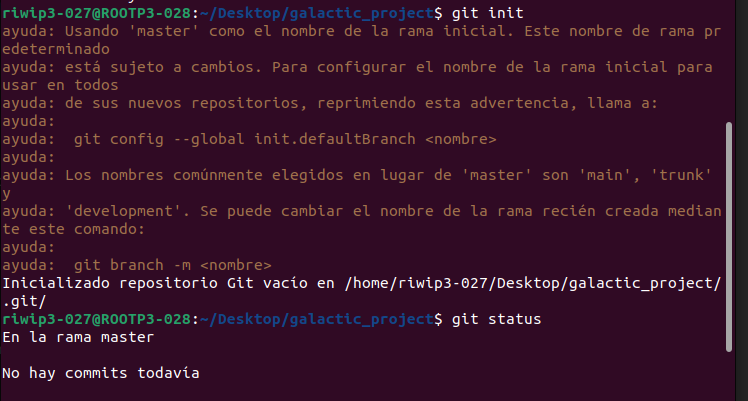 riwip3-027@ROOTP3-028:~/Desktop/galactic_project$ git init
ayuda: Usando 'master' como el nombre de la rama inicial. Este nombre de rama pr
edeterminado
ayuda: está sujeto a cambios. Para configurar el nombre de la rama inicial para
usar en todos
ayuda: de sus nuevos repositorios, reprimiendo esta advertencia, llama a:
ayuda:
ayuda:  git config --global init.defaultBranch <nombre>
ayuda:
ayuda: Los nombres comúnmente elegidos en lugar de 'master' son 'main', 'trunk'
y
ayuda: 'development'. Se puede cambiar el nombre de la rama recién creada median
te este comando:
ayuda:
ayuda:  git branch -m <nombre>
Inicializado repositorio Git vacío en /home/riwip3-027/Desktop/galactic_project/
.git/
riwip3-027@ROOTP3-028:~/Desktop/galactic_project$ git status
En la rama master

No hay commits todavía